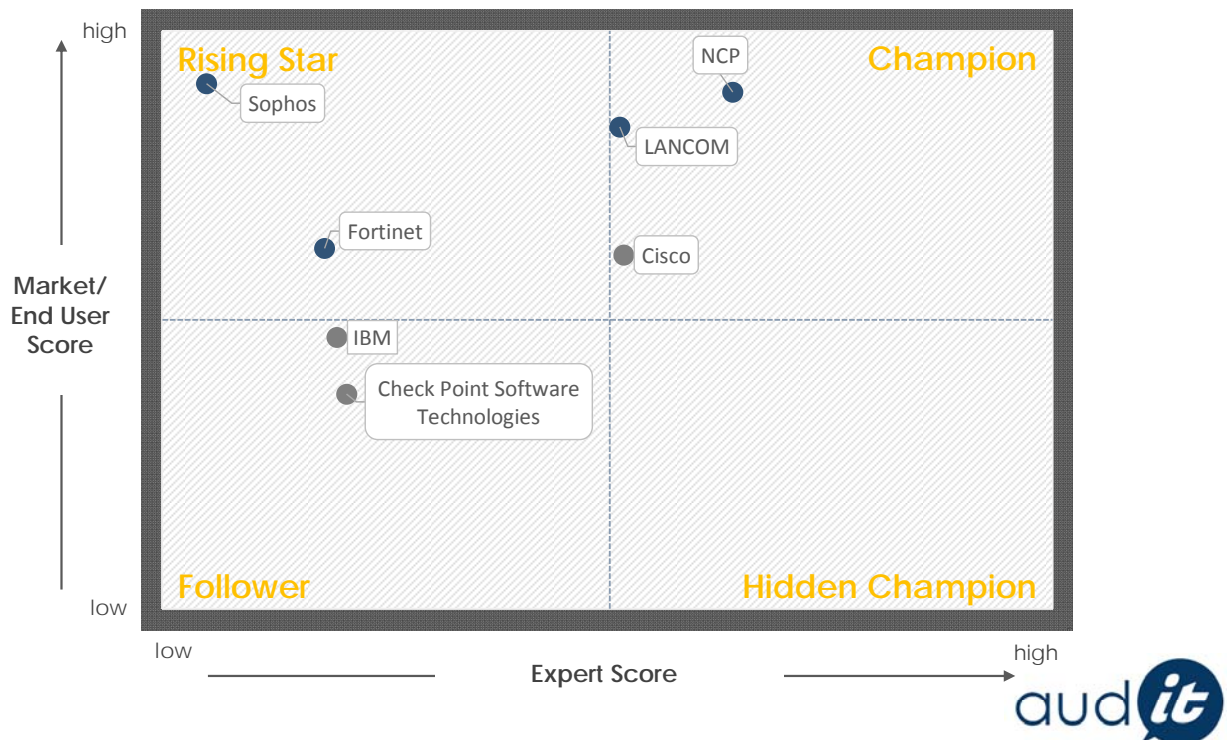 high
Rising Star
Champion
NCP
Sophos
LANCOM
Fortinet
Cisco
Market/
End User
Score
IBM
Check Point Software
Technologies
Follower
Hidden Champion
low
low
Expert Score
high
audit